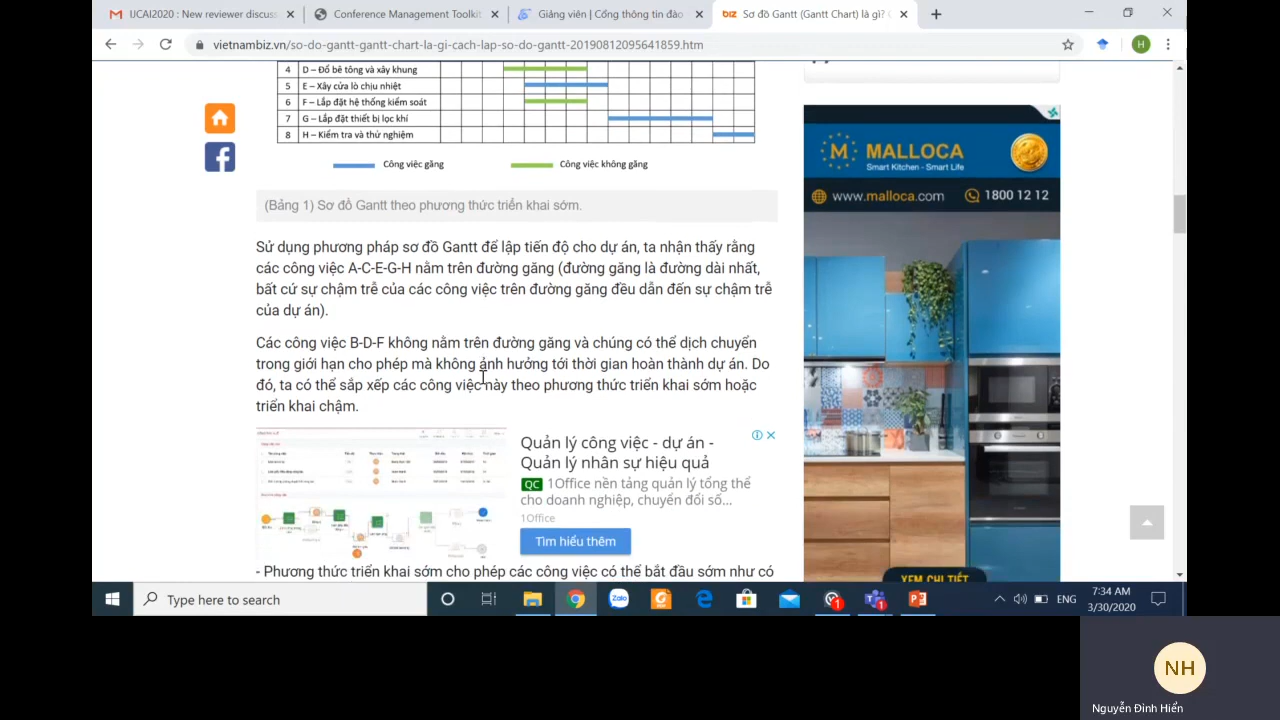 IJCAI2020 : New reviewer discuss
Conference Management Toolkit
Giảng viên | Cổng thông tin đào
biz Sơ đồ Gantt (Gantt Chart) là gì? C
vietnambiz.vn/so-do-gantt-gantt-chart-la-gi-cach-lap-so-do-gantt-20190812095641859.htm
H
4 D – Đổ bê tông và xây khung
5 E – Xây cửa lò chịu nhiệt
6 F – Lắp đặt hệ thống kiểm soát
7 G – Lắp đặt thiết bị lọc khí
8 H – Kiểm tra và thử nghiệm
Công việc găng
Công việc không găng
(Bảng 1) Sơ đồ Gantt theo phương thức triển khai sớm.
Sử dụng phương pháp sơ đồ Gantt để lập tiến độ cho dự án, ta nhận thấy rằng
các công việc A-C-E-G-H nằm trên đường găng (đường găng là đường dài nhất,
bất cứ sự chậm trễ của các công việc trên đường găng đều dẫn đến sự chậm trễ
của dự án).
Các công việc B-D-F không nằm trên đường găng và chúng có thể dịch chuyển
trong giới hạn cho phép mà không ảnh hưởng tới thời gian hoàn thành dự án. Do
đó, ta có thể sắp xếp các công việc này theo phương thức triển khai sớm hoặc
triển khai chậm.
Quản lý công việc - dự án -
Quản lý nhân sự hiệu quả
QC 1Office nền tảng quản lý tổng thể
cho doanh nghiệp, chuyển đổi số...
1Office
Tìm hiểu thêm
- Phương thức triển khai sớm cho phép các công việc có thể bắt đầu sớm như có
M MALLOCA
Smart Kitchen - Smart Life
www.malloca.com 1800 12 12
XEM CHI TIẾT
Type here to search
Zalo
ENG
7:34 AM
3/30/2020
NH
Nguyễn Đình Hiển